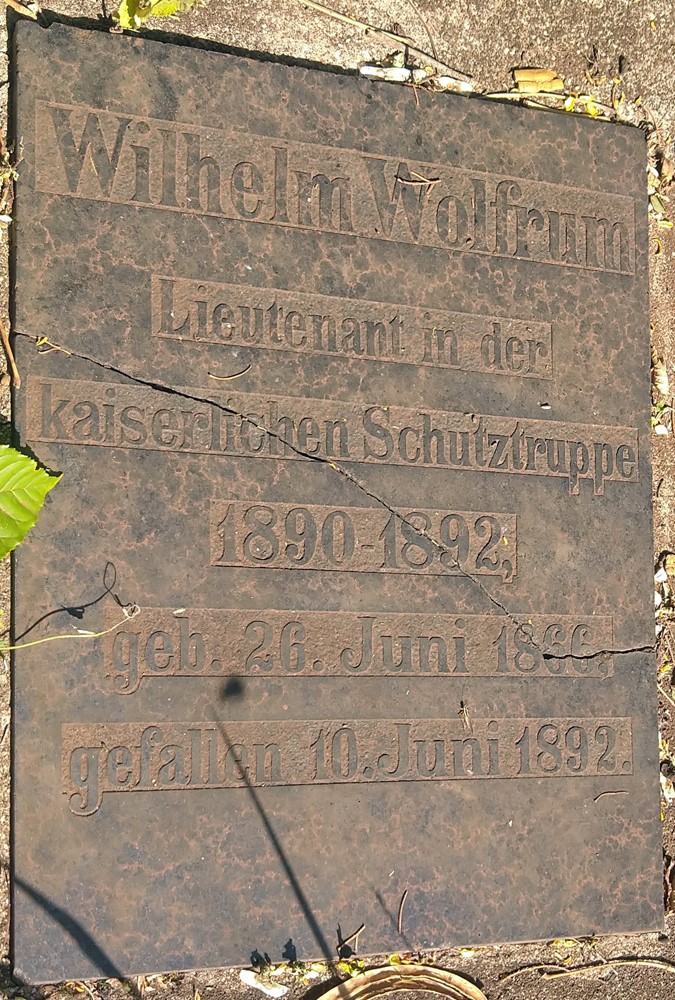 Wilhelm Wolfrum
Lieutenant in der
kaiserlichen Schutztruppe
1890-1892,
geb. 26. Juni 1866.
gefallen 10. Juni 1892.